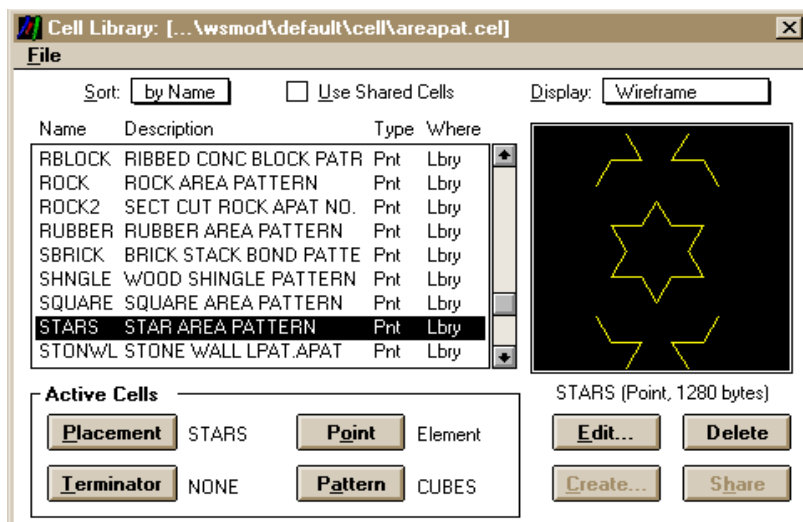 Cell Library: [...\wsmod\default\cell\areapat.cel]
File
Sort: by Name Use Shared Cells Display: Wireframe
Name Description Type Where
RBLOCK RIBBED CONC BLOCK PATR Pnt Lbry
ROCK ROCK AREA PATTERN Pnt Lbry
ROCK2 SECT CUT ROCK APAT NO. Pnt Lbry
RUBBER RUBBER AREA PATTERN Pnt Lbry
SBRICK BRICK STACK BOND PATTE Pnt Lbry
SHNGLE WOOD SHINGLE PATTERN Pnt Lbry
SQUARE SQUARE AREA PATTERN Pnt Lbry
STARS STAR AREA PATTERN Pnt Lbry
STONWL STONE WALL LPAT.APAT Pnt Lbry
STARS (Point, 1280 bytes)
Active Cells
Placement STARS Point Element Edit... Delete
Terminator NONE Pattern CUBES Create... Share